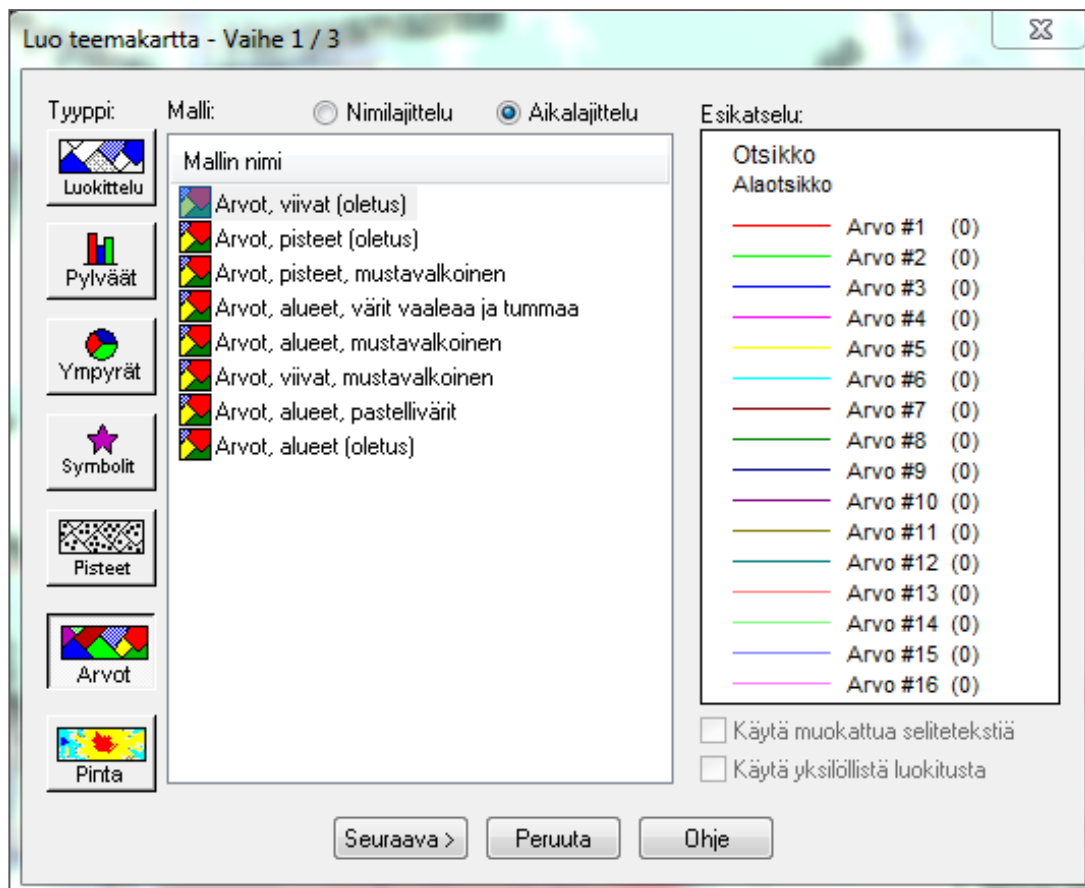 Luo teemakartta - Vaihe 1 / 3
Tyyppi:
Luokittelu
Pylväät
Ympyrät
Symbolit
Pisteet
Arvot
Pinta
Malli:
Nimilajittelu
Aikalajittelu
Mallin nimi
Arvot, viivat (oletus)
Arvot, pisteet (oletus)
Arvot, pisteet, mustavalkoinen
Arvot, alueet, värit vaaleaa ja tummaa
Arvot, alueet, mustavalkoinen
Arvot, viivat, mustavalkoinen
Arvot, alueet, pastellivärit
Arvot, alueet (oletus)
Esikatselu:
Otsikko
Alaotsikko
Arvo #1 (0)
Arvo #2 (0)
Arvo #3 (0)
Arvo #4 (0)
Arvo #5 (0)
Arvo #6 (0)
Arvo #7 (0)
Arvo #8 (0)
Arvo #9 (0)
Arvo #10 (0)
Arvo #11 (0)
Arvo #12 (0)
Arvo #13 (0)
Arvo #14 (0)
Arvo #15 (0)
Arvo #16 (0)
Käytä muokattua selitetekstiä
Käytä yksilöllistä luokitusta
Seuraava >
Peruuta
Ohje